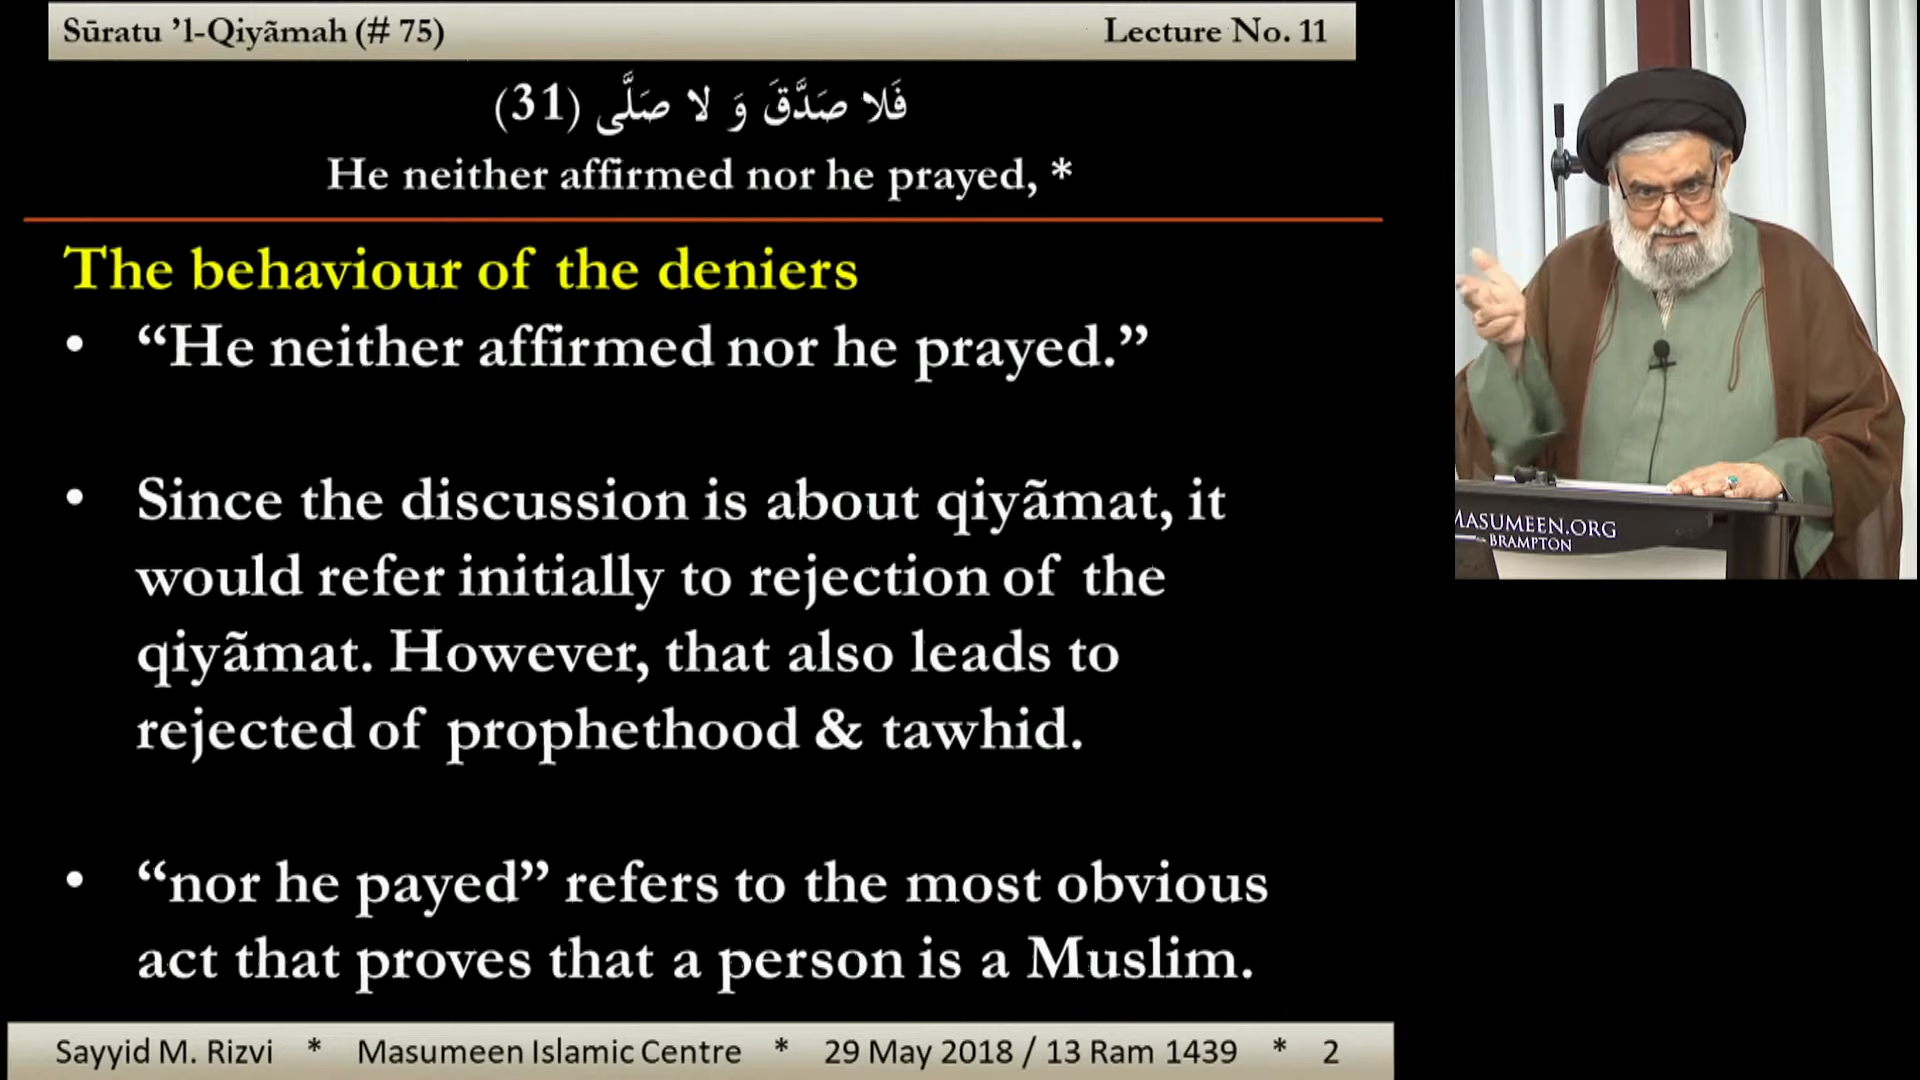 Sūratu ’l-Qiyãmah (# 75)
Lecture No. 11
فَلا صَدَّقَ وَ لا صَلَّى (31)
He neither affirmed nor he prayed, *
The behaviour of the deniers
• “He neither affirmed nor he prayed.”
• Since the discussion is about qiyãmat, it
would refer initially to rejection of the
qiyãmat. However, that also leads to
rejected of prophethood & tawhid.
• “nor he payed” refers to the most obvious
act that proves that a person is a Muslim.
Sayyid M. Rizvi * Masumeen Islamic Centre * 29 May 2018 / 13 Ram 1439 * 2
MASUMEEN.ORG
BRAMPTON